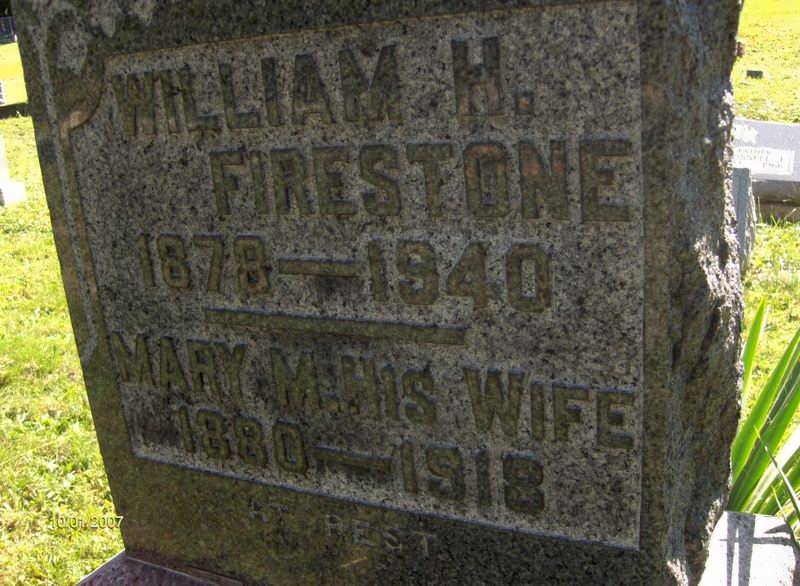 WILLIAM H.
FIRESTONE
1878—1940
MARY M. HIS WIFE
1880—1918
AT REST
10.01.2007